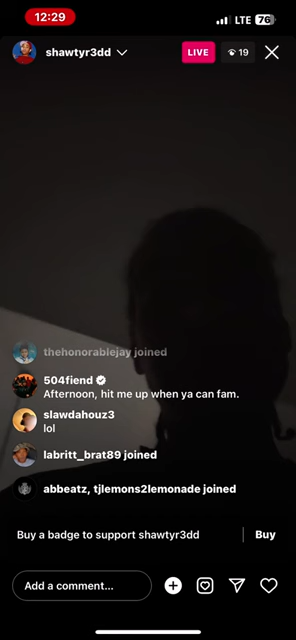 12:29
LTE 76
shawtyr3dd
LIVE
19
thehonorablejay joined
504fiend
Afternoon, hit me up when ya can fam.
slawdahouz3
lol
labritt_brat89 joined
abbeatz, tjlemons2lemonade joined
Buy a badge to support shawtyr3dd
Buy
Add a comment...